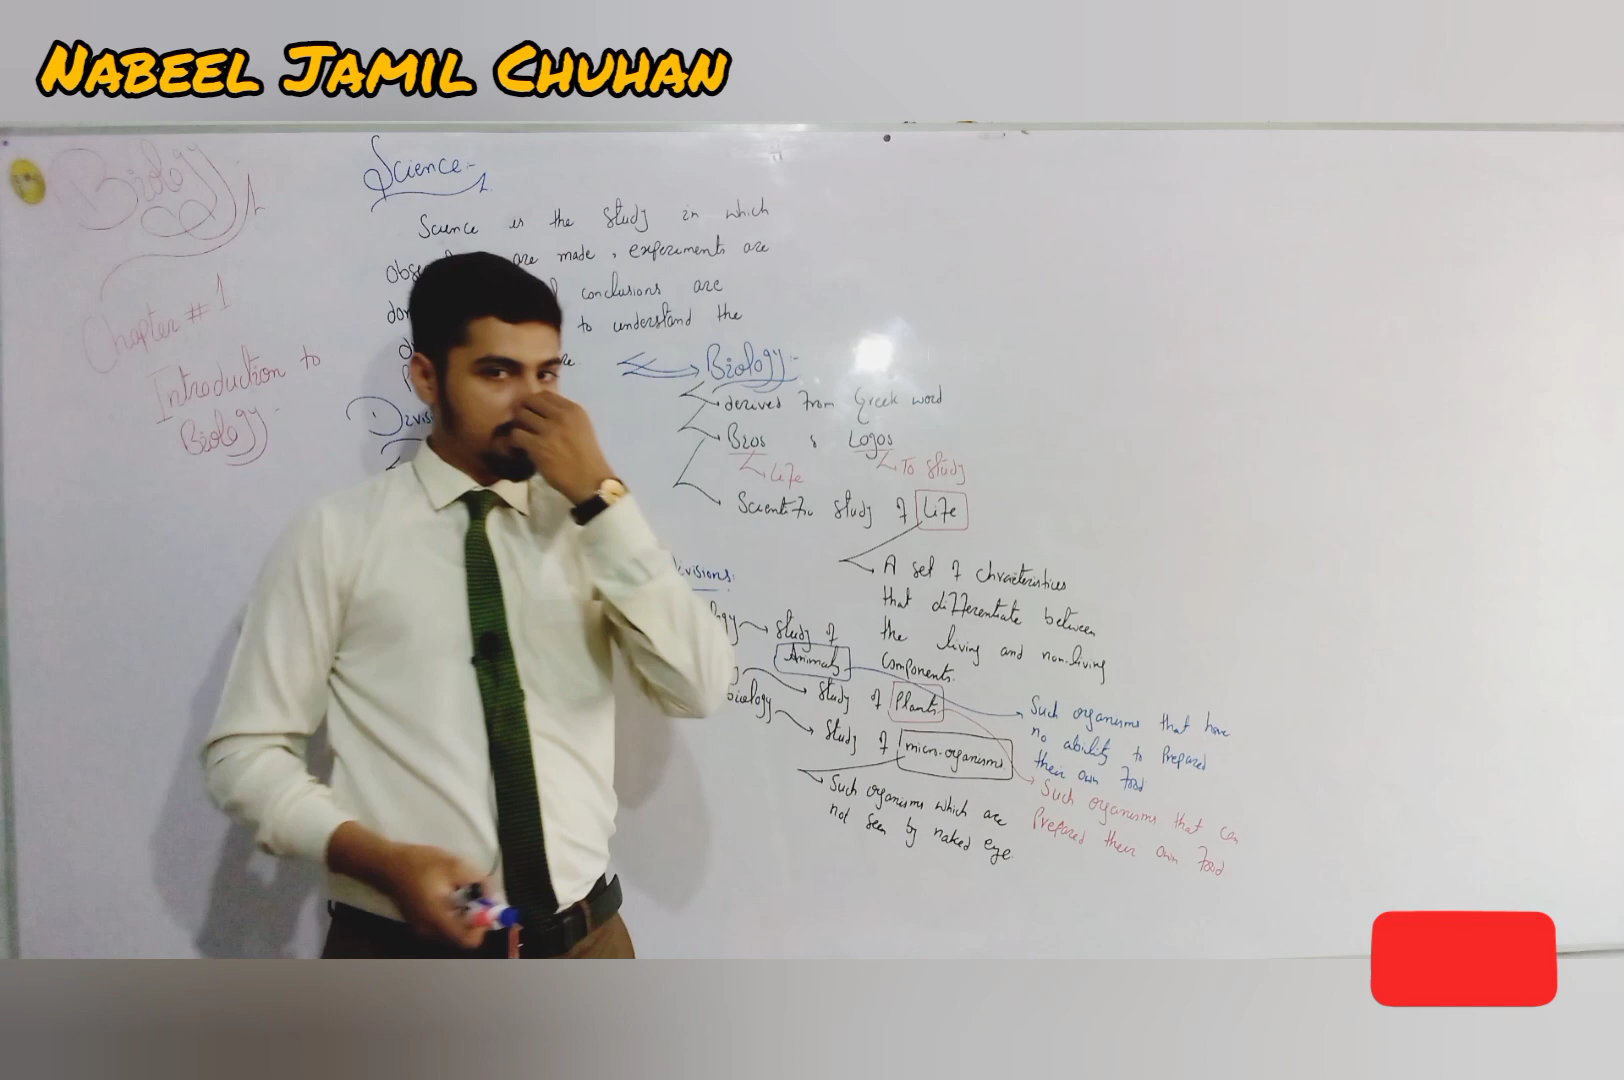 NABEEL JAMIL CHUHAN
Biology
Chapter # 1
Introduction to
Biology:-
Science:-
Science is the study in which
are made, experiments are
conclusions are
to understand the
Biology:-
derived from Greek word
Bios & Logos
Life
To study
Scientific study of Life
A set of chracteristics
that differentiate between
the living and non-living
components.
study of
Animals
study of Plants
study of micro-organisms
Such organisms which are
not seen by naked eye.
Such organisms that have
no ability to Prepared
their own food
Such organisms that can
Prepared their own food